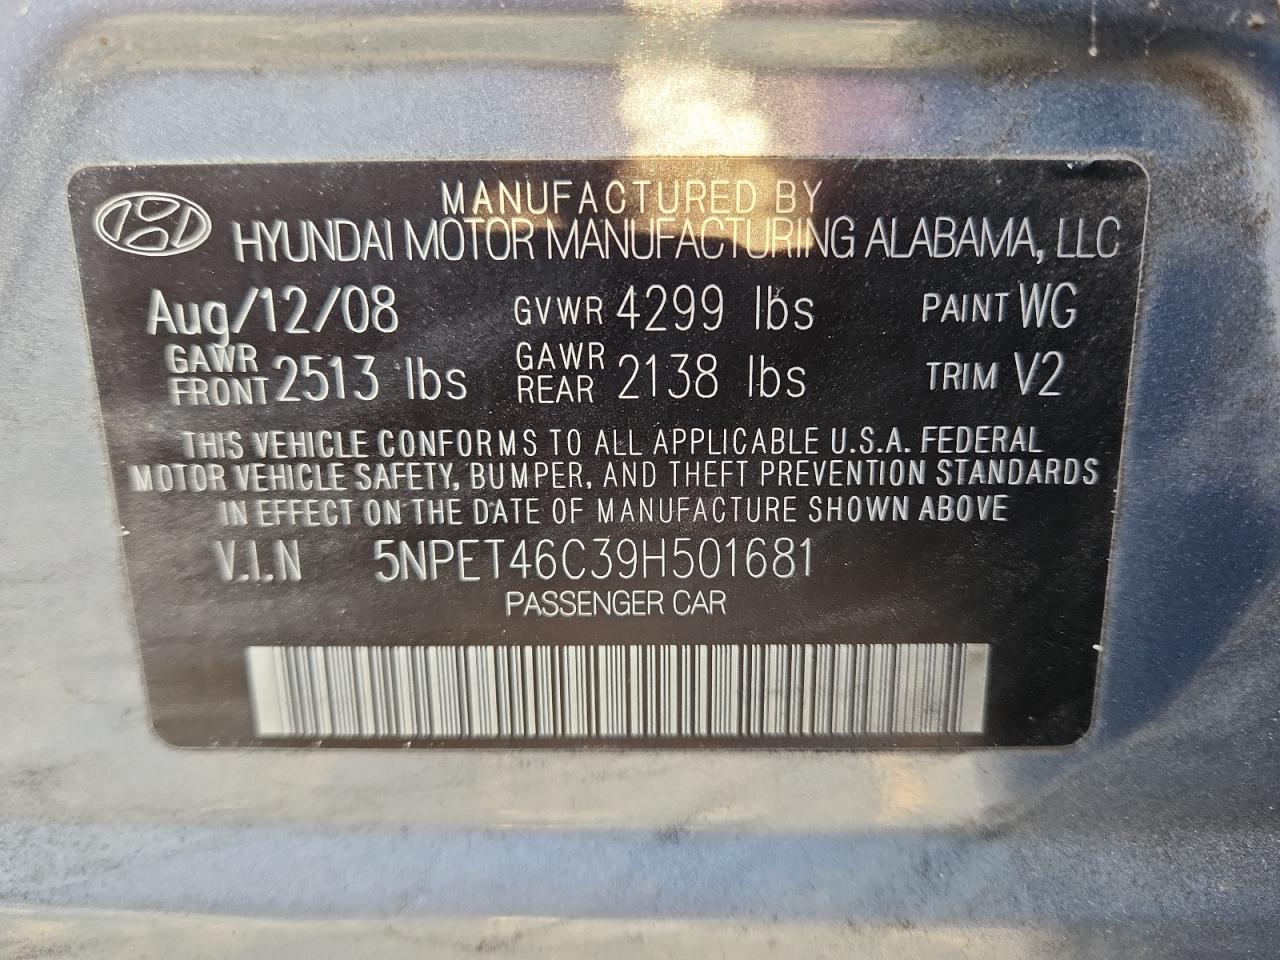 MANUFACTURED BY
HYUNDAI MOTOR MANUFACTURING ALABAMA, LLC
Aug/12/08 GVWR 4299 lbs PAINT WG
GAWR FRONT 2513 lbs GAWR REAR 2138 lbs TRIM V2
THIS VEHICLE CONFORMS TO ALL APPLICABLE U.S.A. FEDERAL
MOTOR VEHICLE SAFETY, BUMPER, AND THEFT PREVENTION STANDARDS
IN EFFECT ON THE DATE OF MANUFACTURE SHOWN ABOVE
V.I.N 5NPET46C39H501681
PASSENGER CAR